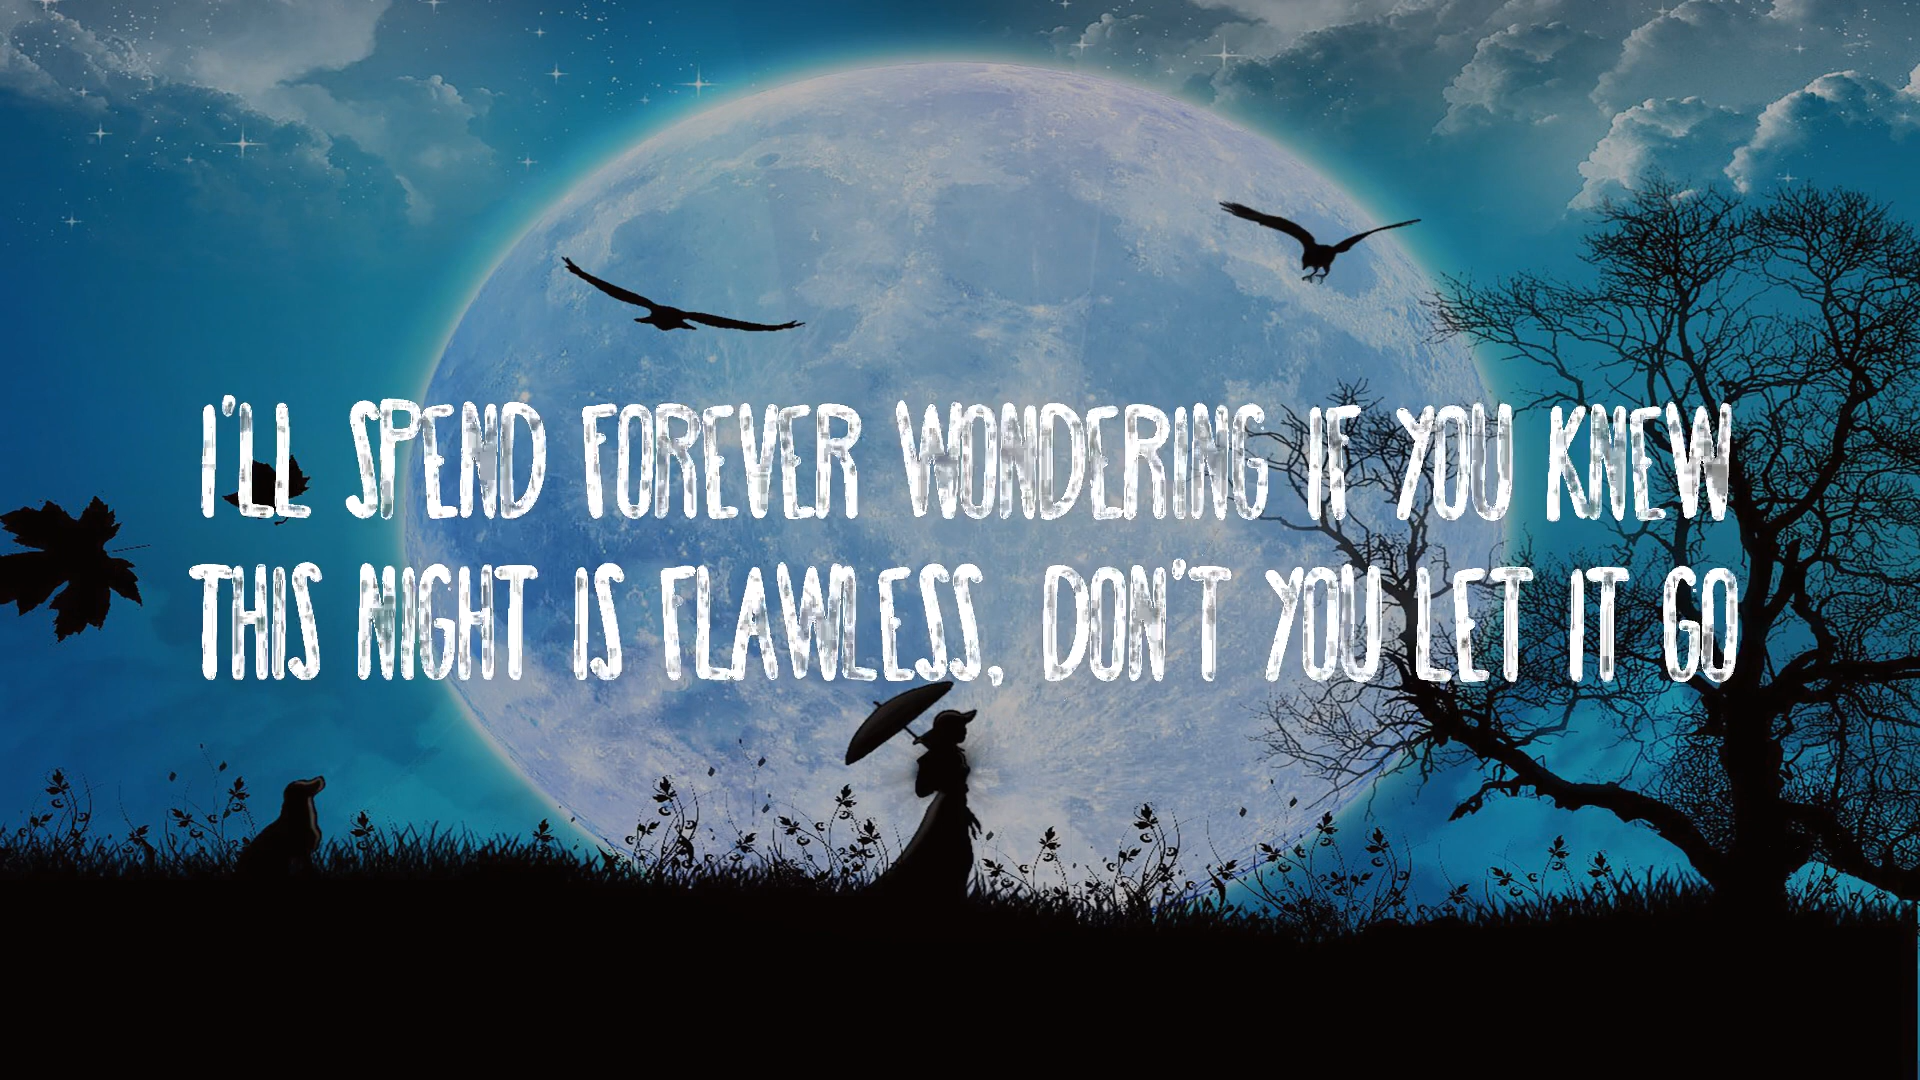 I'LL SPEND FOREVER WONDERING IF YOU KNEW
THIS NIGHT IS FLAWLESS, DON'T YOU LET IT GO